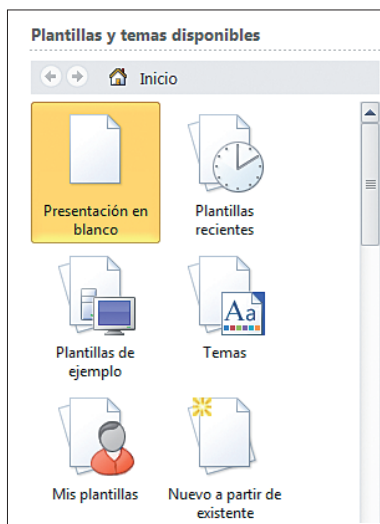 Plantillas y temas disponibles
Inicio
Presentación en
blanco
Plantillas
recientes
Plantillas de
ejemplo
Aa
Temas
Mis plantillas
Nuevo a partir de
existente